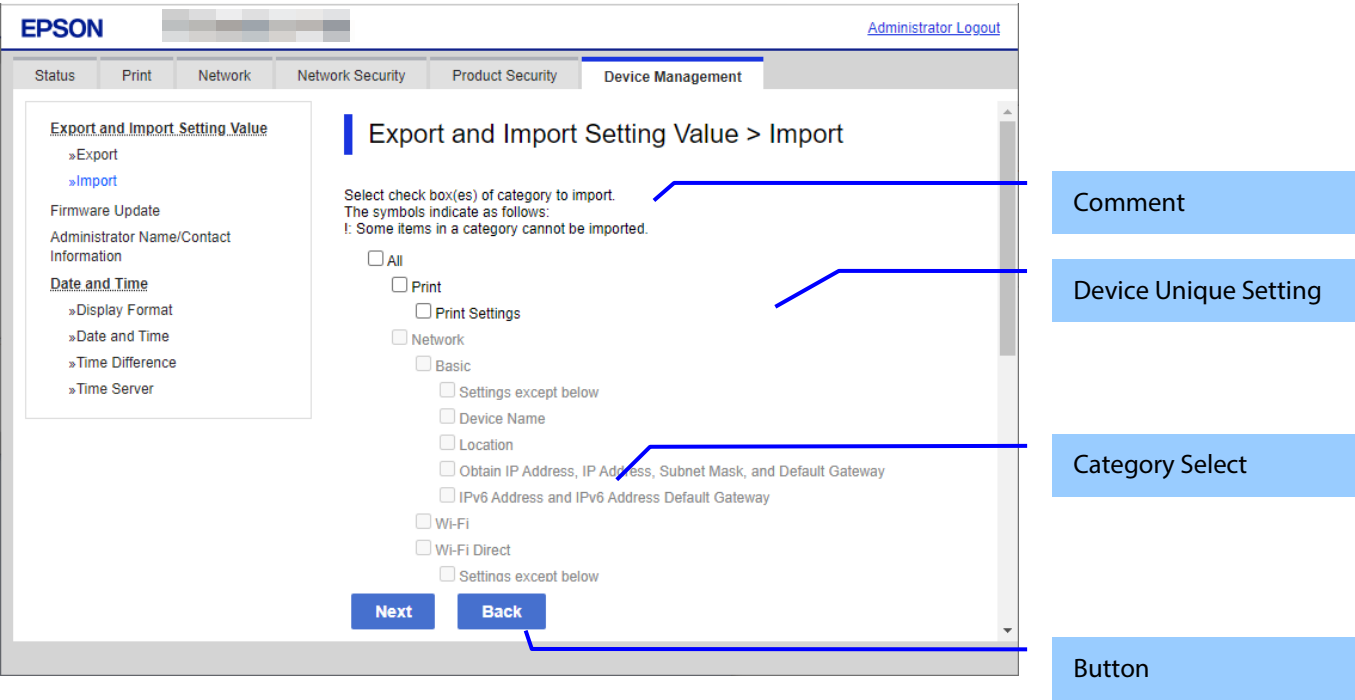 EPSON
Administrator Logout
Status Print Network Network Security Product Security Device Management
Export and Import Setting Value
»Export
»Import
Firmware Update
Administrator Name/Contact
Information
Date and Time
»Display Format
»Date and Time
»Time Difference
»Time Server
Export and Import Setting Value > Import
Select check box(es) of category to import.
The symbols indicate as follows:
!: Some items in a category cannot be imported.
All
Print
Print Settings
Network
Basic
Settings except below
Device Name
Location
Obtain IP Address, IP Address, Subnet Mask, and Default Gateway
IPv6 Address and IPv6 Address Default Gateway
Wi-Fi
Wi-Fi Direct
Settings except below
Next Back
Comment
Device Unique Setting
Category Select
Button